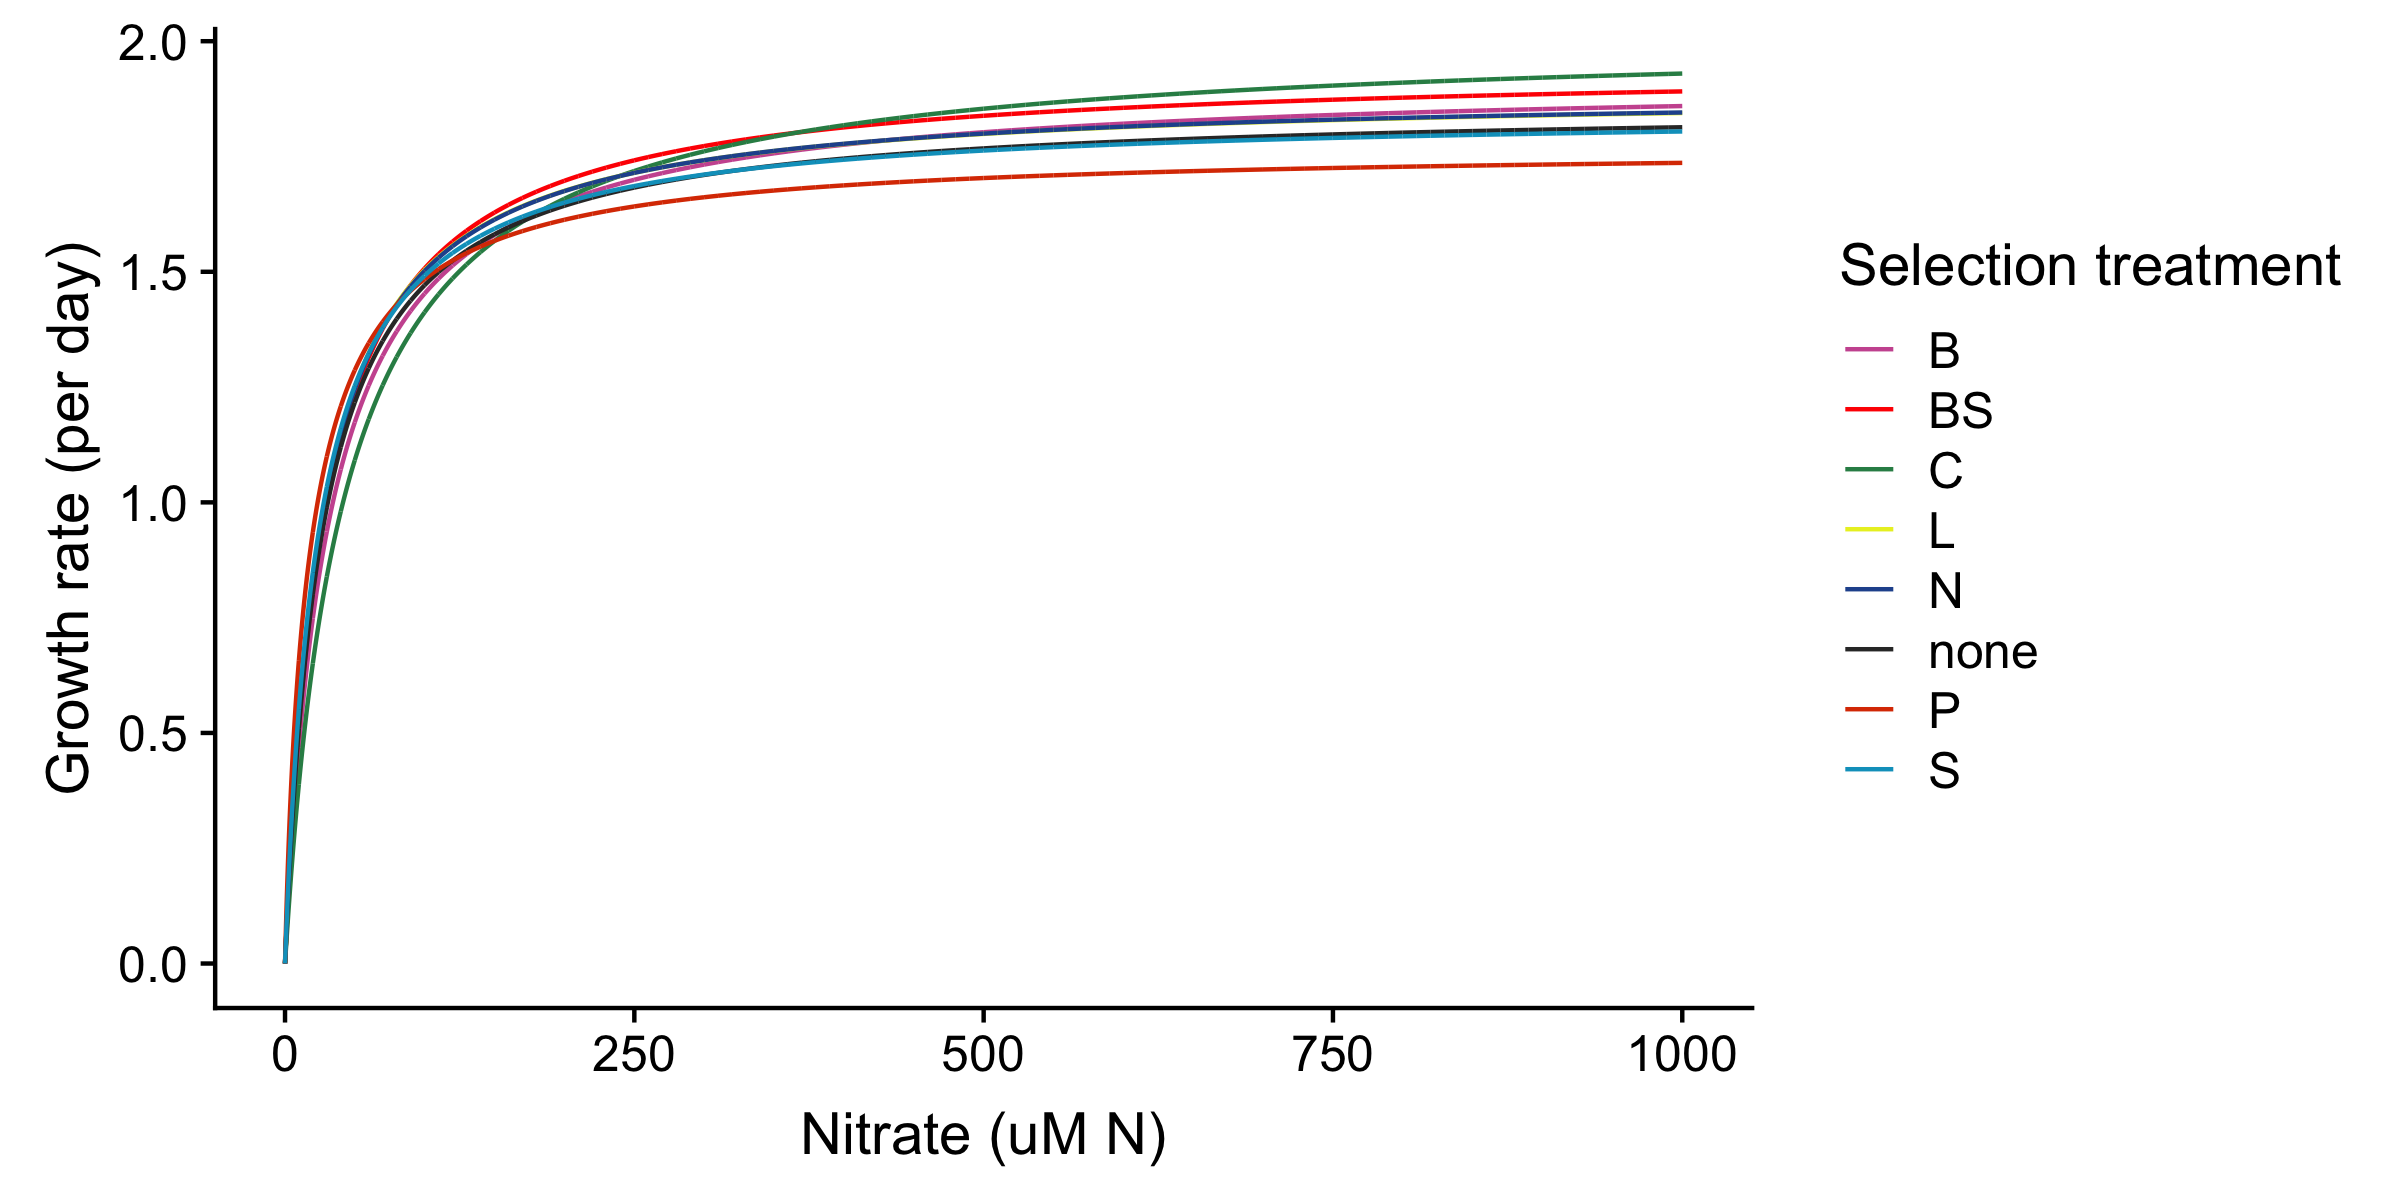 2.0
1.5
1.0
0.5
0.0
Growth rate (per day)
0 250 500 750 1000
Nitrate (uM N)
Selection treatment
B
BS
C
L
N
none
P
S